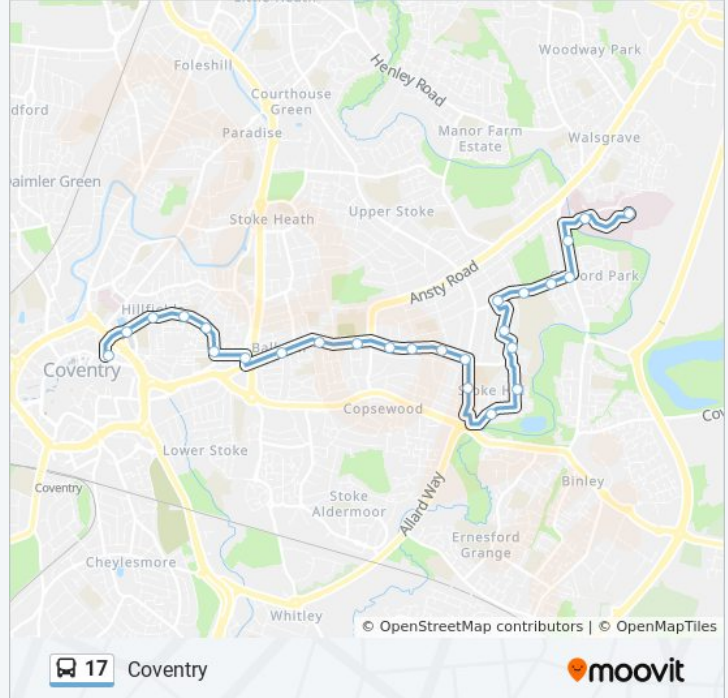 Foleshill
Henley Road
Woodway Park
Courthouse
Green
Paradise
Manor Farm
Estate
Walsgrave
Daimler Green
Stoke Heath
Upper Stoke
Ansty Road
Coventry
Copsewood
Lower Stoke
Coventry
Binley
Stoke
Aldermoor
Allard Way
Ernesford
Grange
Cheylesmore
Whitley
© OpenStreetMap contributors | © OpenMapTiles
17 Coventry
moovit